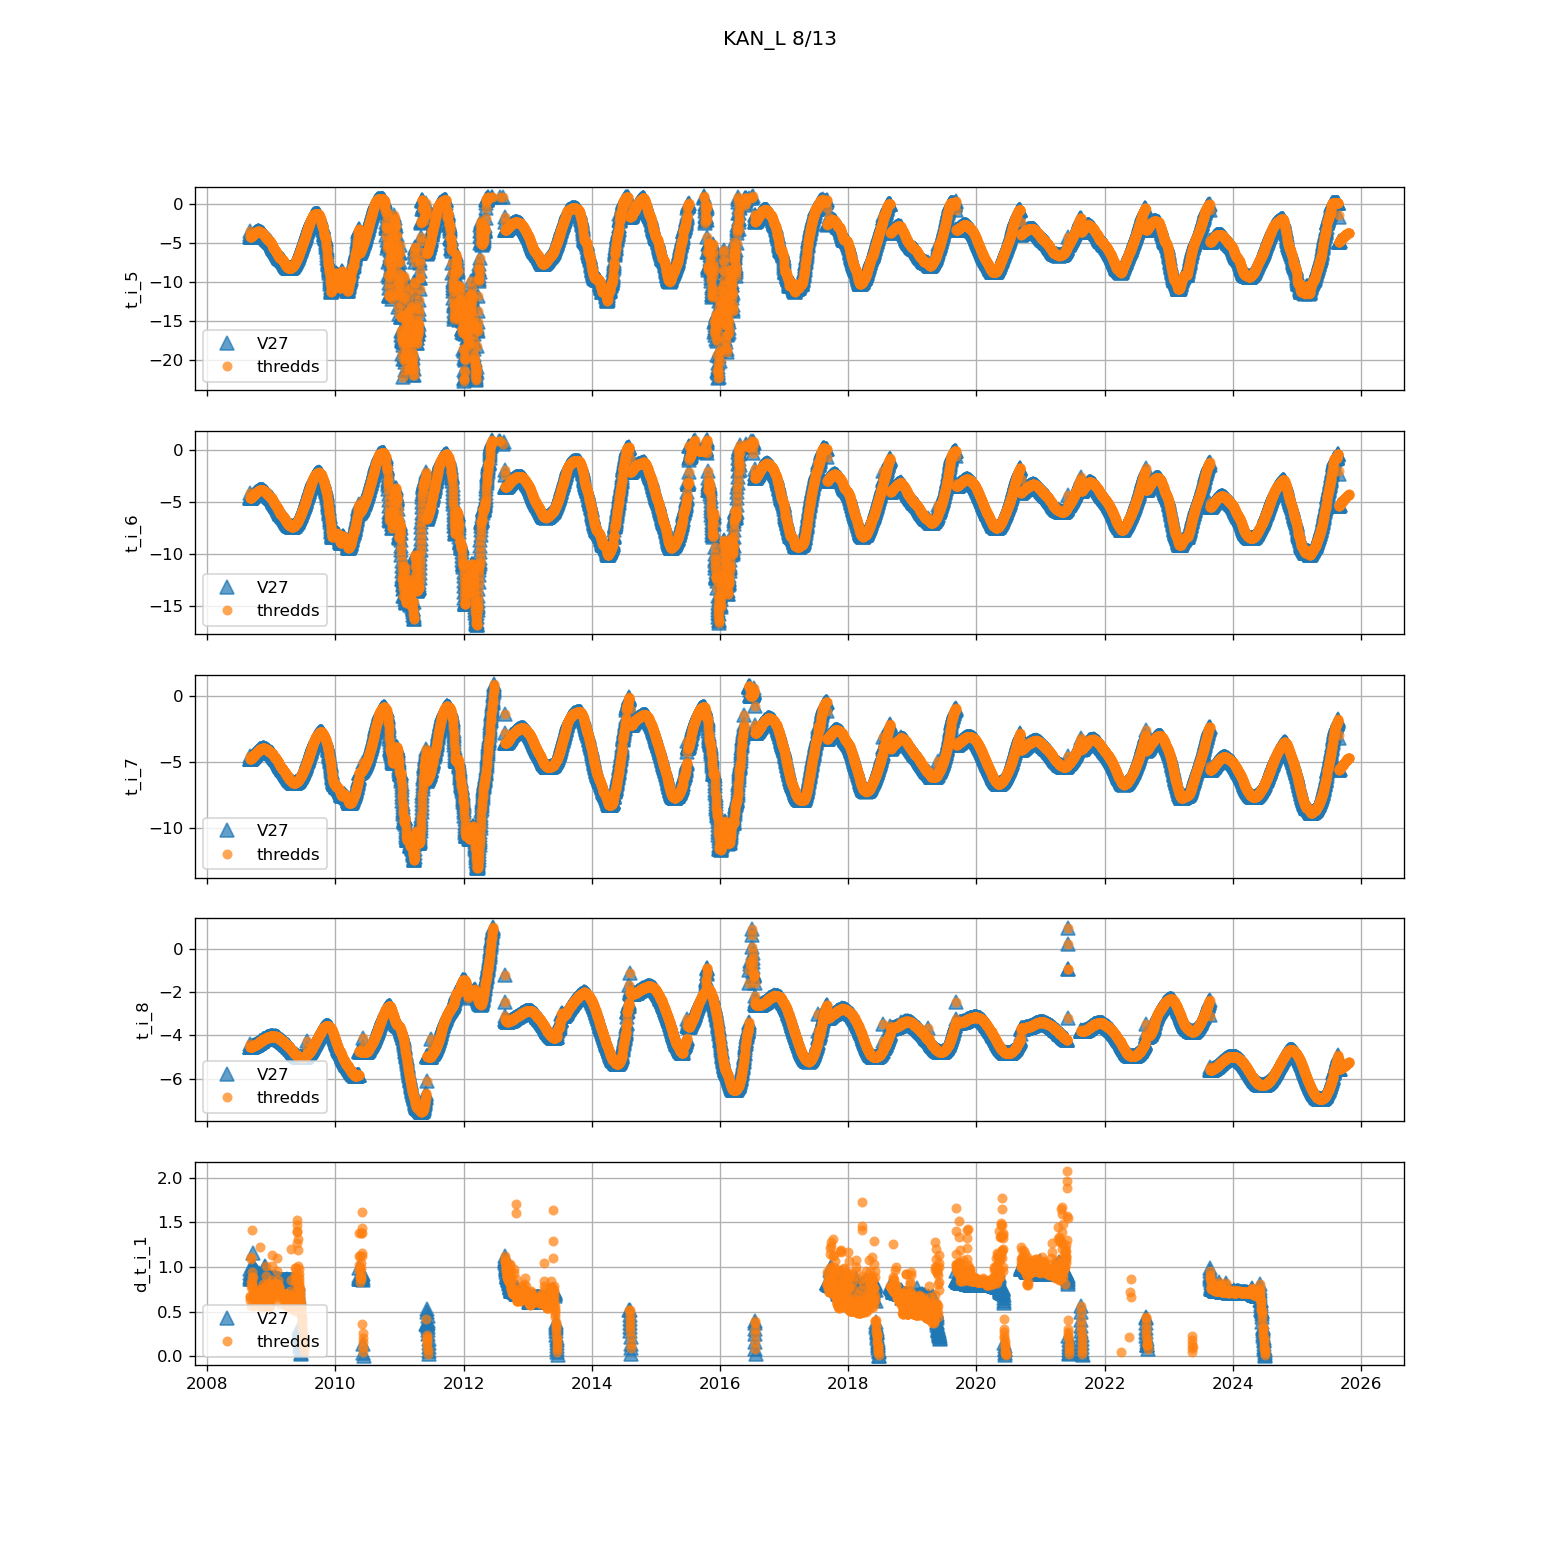 KAN_L 8/13
0
−5
−10
−15
−20
t_i_5
V27
thredds
0
−5
−10
−15
t_i_6
V27
thredds
0
−5
−10
t_i_7
V27
thredds
0
−2
−4
−6
t_i_8
V27
thredds
2.0
1.5
1.0
0.5
0.0
d_t_i_1
V27
thredds
2008 2010 2012 2014 2016 2018 2020 2022 2024 2026